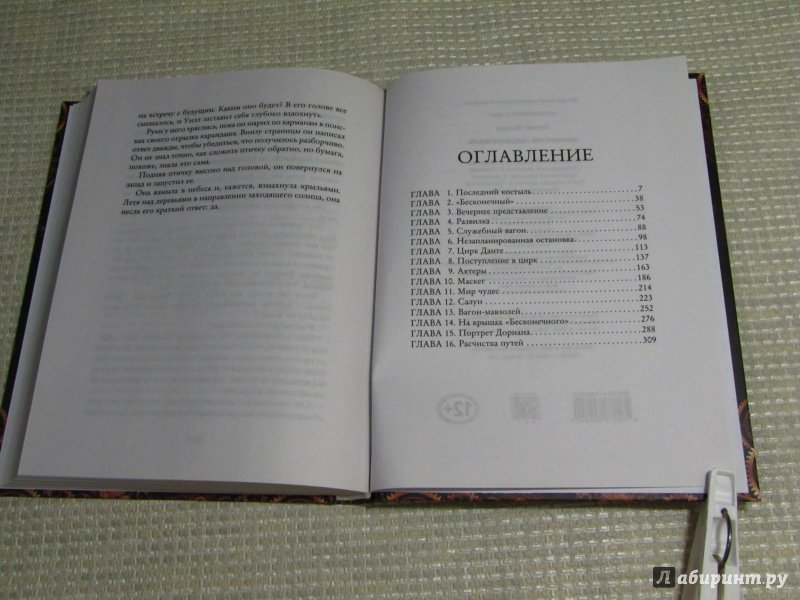 на встречу с будущим. Каким оно будет? В его голове все
смешалось, и Уилл заставил себя глубоко вздохнуть.
Руки у него тряслись, пока он шарил по карманам в поис-
ках своего огрызка карандаша. Внизу страницы он написал
ответ дважды, чтобы убедиться, что получилось разборчиво.
Он не знал точно, как сложить птичку обратно, но бумага,
похоже, знала это сама.
Подняв птичку высоко над головой, он повернулся на
запад и запустил ее.
Она взмыла в небеса и, кажется, взмахнула крыльями.
Летя над деревьями в направлении заходящего солнца, она
несла его краткий ответ: да.
ОГЛАВЛЕНИЕ
ГЛАВА 1. Последний костыль 7
ГЛАВА 2. «Бесконечный» 38
ГЛАВА 3. Вечернее представление 53
ГЛАВА 4. Развилка 74
ГЛАВА 5. Служебный вагон 88
ГЛАВА 6. Незапланированная остановка 98
ГЛАВА 7. Цирк Данте 113
ГЛАВА 8. Поступление в цирк 137
ГЛАВА 9. Актеры 163
ГЛАВА 10. Маскег 186
ГЛАВА 11. Мир чудес 214
ГЛАВА 12. Салун 223
ГЛАВА 13. Вагон-мавзолей 252
ГЛАВА 14. На крышах «Бесконечного» 276
ГЛАВА 15. Портрет Дориана 288
ГЛАВА 16. Расчистка путей 309
12+
Лабиринт.ру